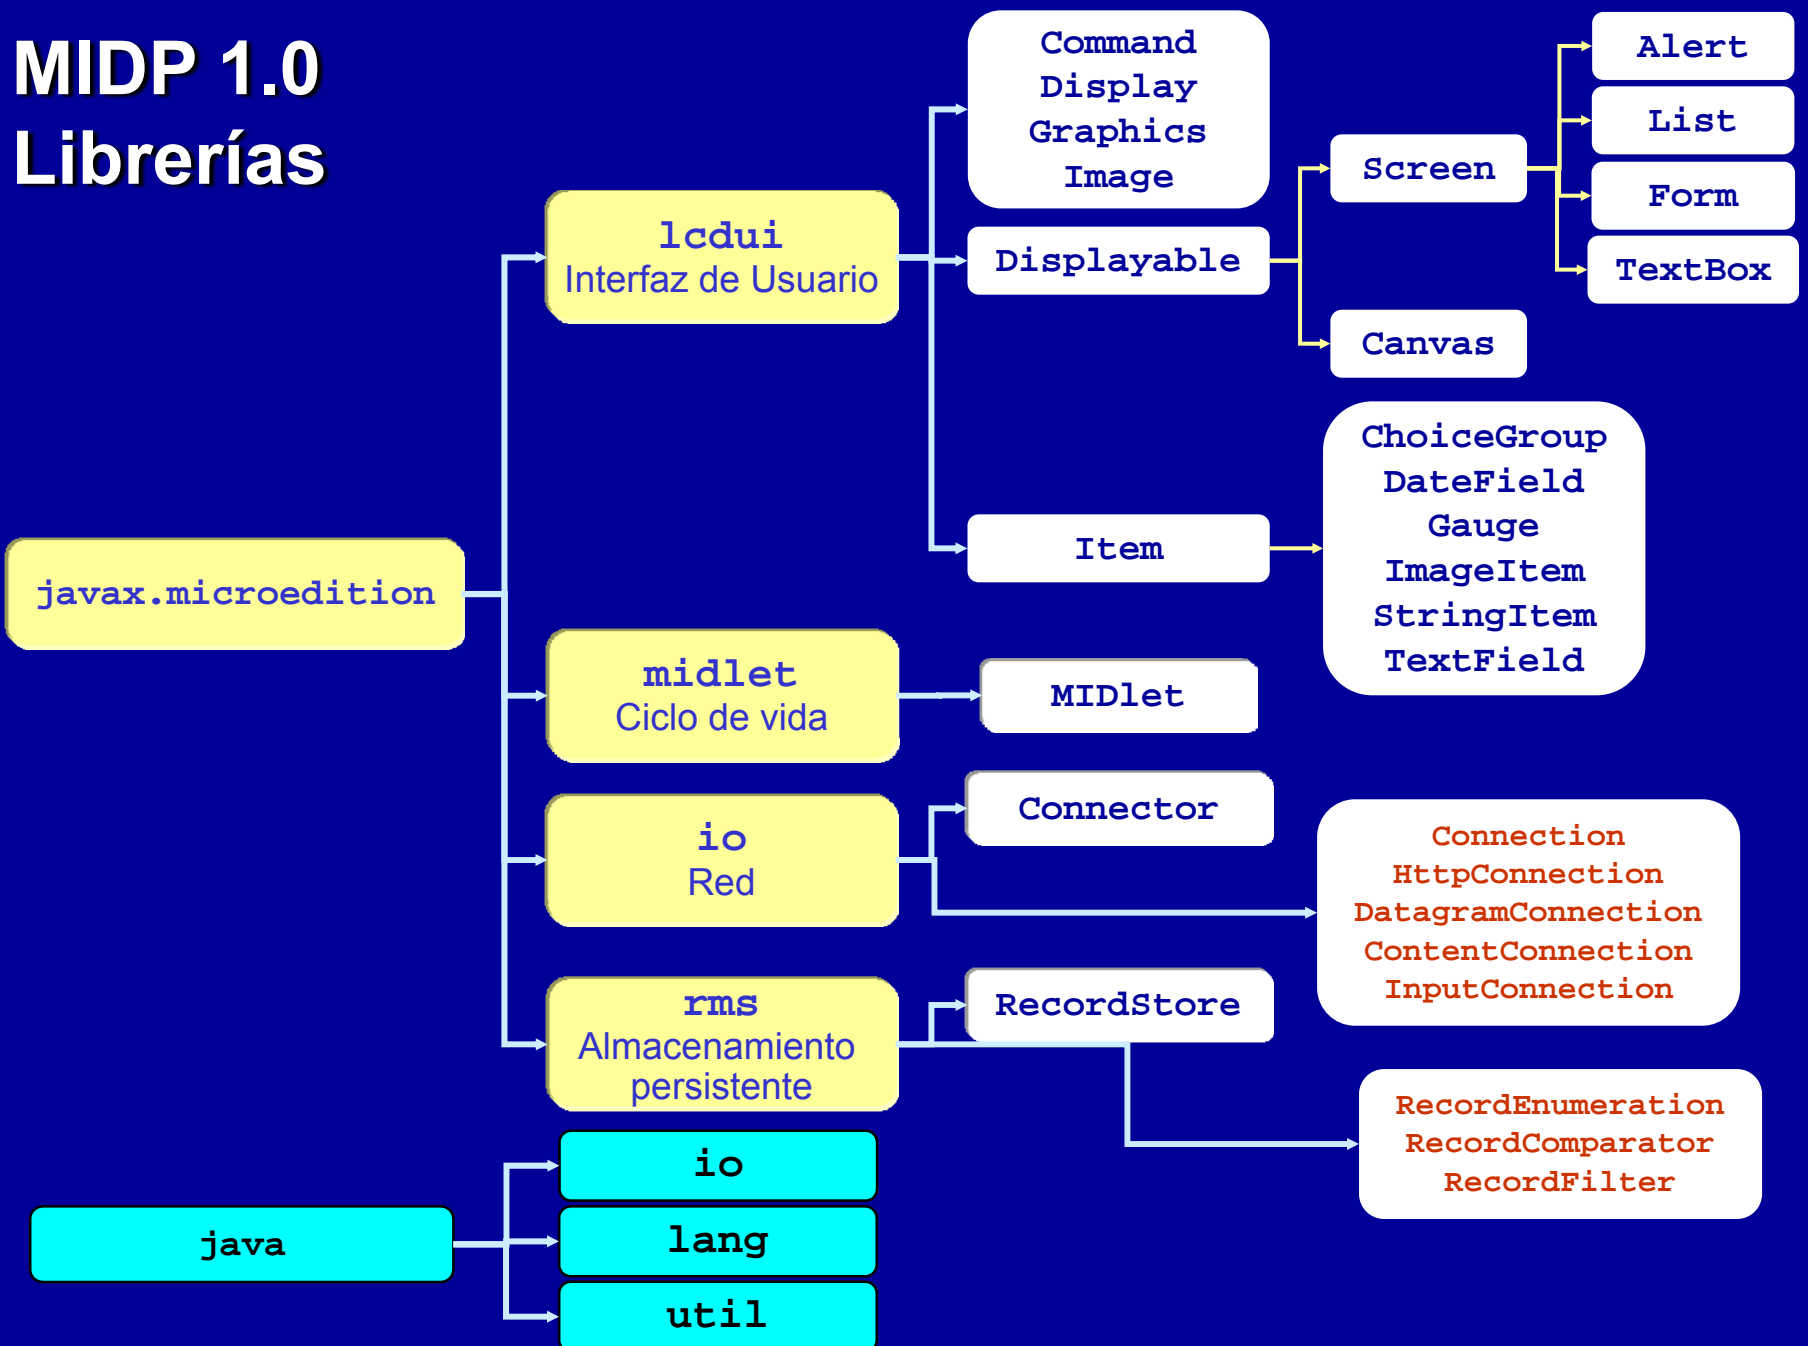 MIDP 1.0
Librerías
javax.microedition
lcdui
Interfaz de Usuario
Command
Display
Graphics
Image
Displayable
Screen
Alert
List
Form
TextBox
Canvas
Item
ChoiceGroup
DateField
Gauge
ImageItem
StringItem
TextField
midlet
Ciclo de vida
MIDlet
io
Red
Connector
Connection
HttpConnection
DatagramConnection
ContentConnection
InputConnection
rms
Almacenamiento
persistente
RecordStore
RecordEnumeration
RecordComparator
RecordFilter
java
io
lang
util